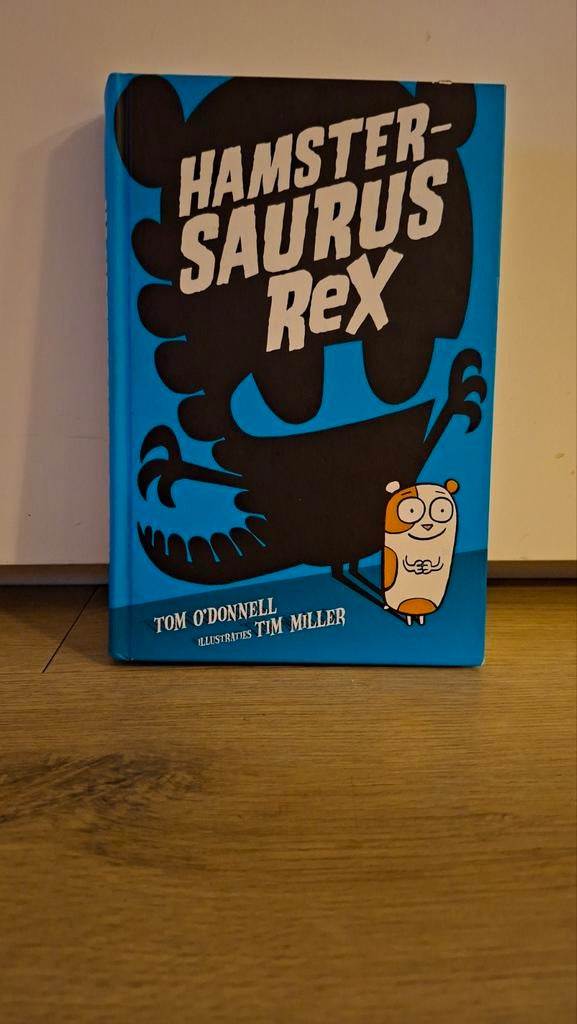 HAMSTER-
SAURUS
ReX
TOM O'DONNELL
ILLUSTRATIES TIM MILLER